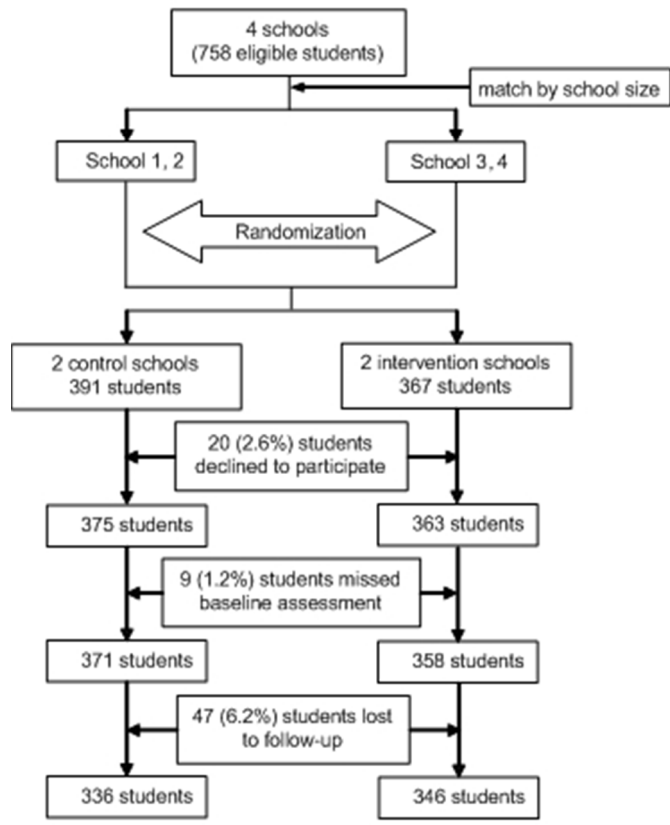 4 schools
(758 eligible students)
match by school size
School 1, 2
School 3, 4
Randomization
2 control schools
391 students
2 intervention schools
367 students
20 (2.6%) students
declined to participate
375 students
363 students
9 (1.2%) students missed
baseline assessment
371 students
358 students
47 (6.2%) students lost
to follow-up
336 students
346 students